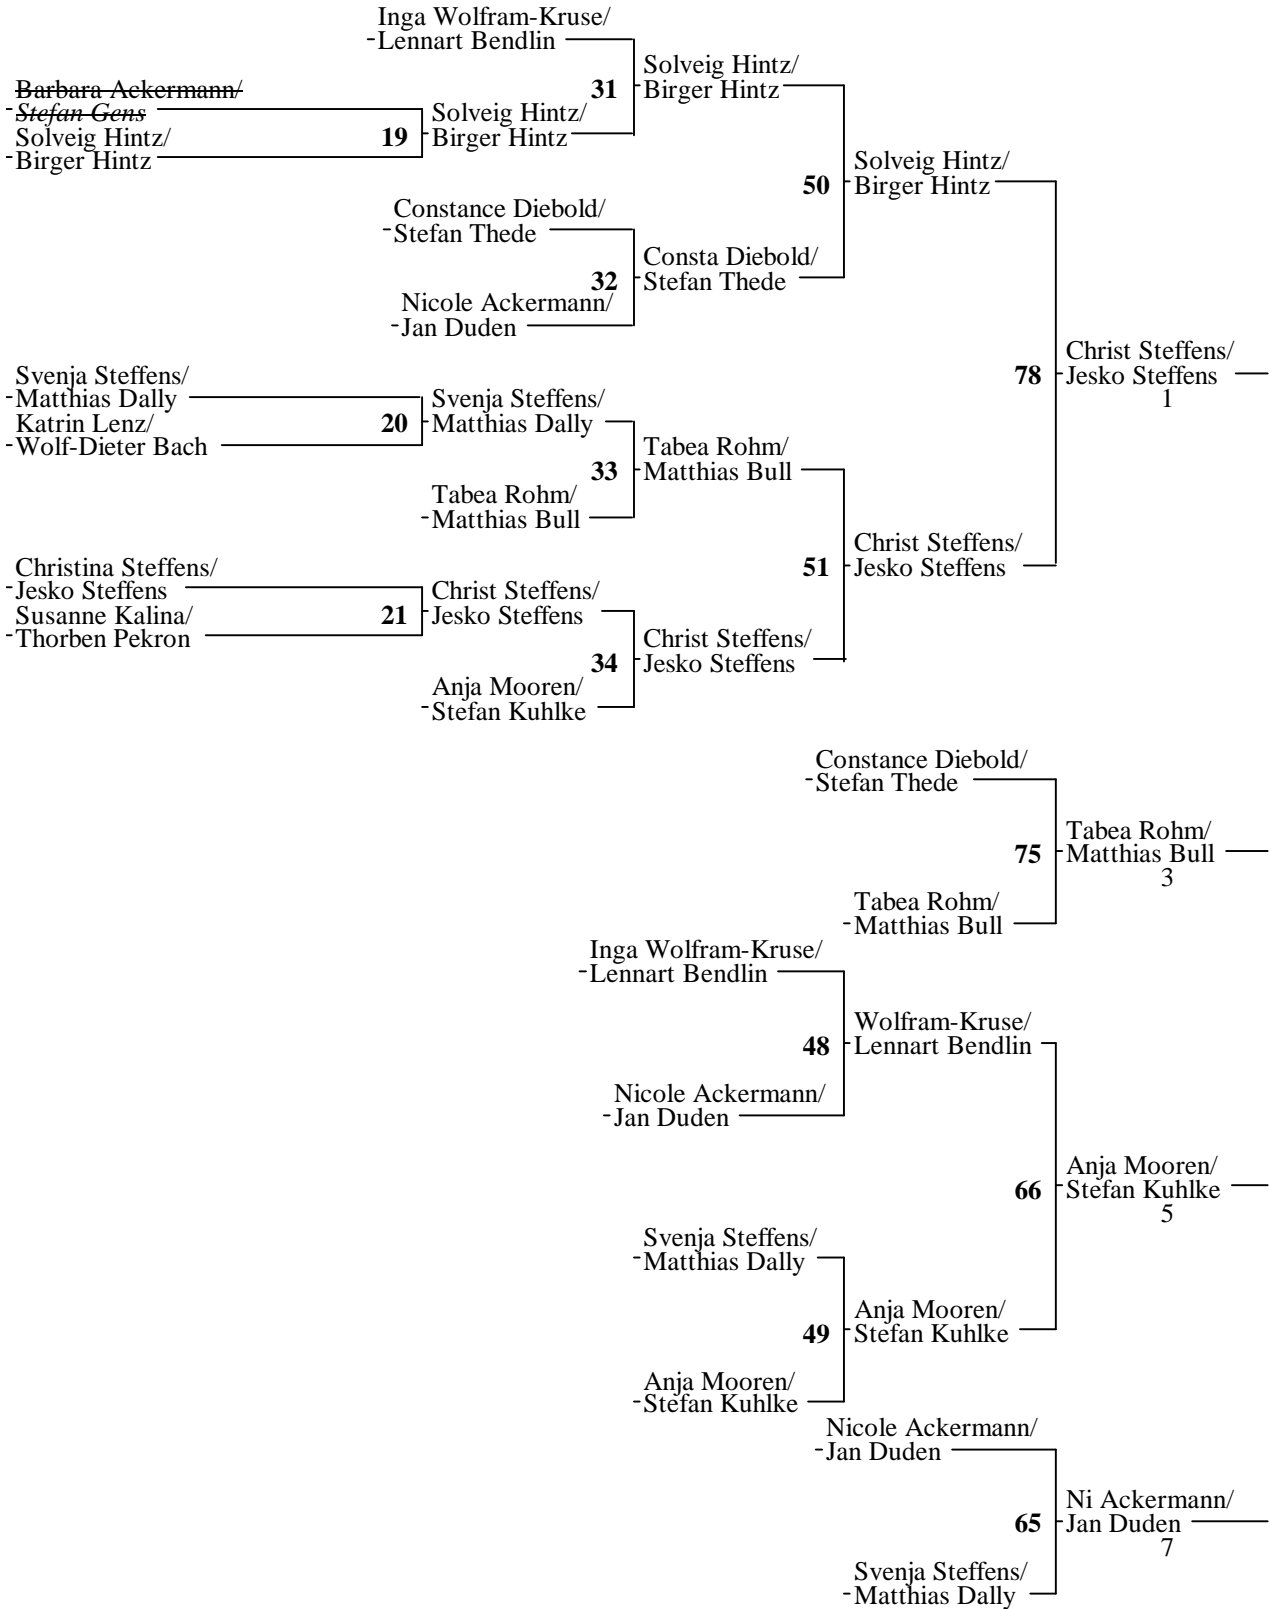 Inga Wolfram-Kruse/
Lennart Bendlin
31
Solveig Hintz/
Birger Hintz
Barbara Ackermann/
Stefan Gens
Solveig Hintz/
Birger Hintz
19
Solveig Hintz/
Birger Hintz
50
Solveig Hintz/
Birger Hintz
Constance Diebold/
Stefan Thede
32
Consta Diebold/
Stefan Thede
Nicole Ackermann/
Jan Duden
78
Christ Steffens/
Jesko Steffens
1
Svenja Steffens/
Matthias Dally
Katrin Lenz/
Wolf-Dieter Bach
20
Svenja Steffens/
Matthias Dally
33
Tabea Rohm/
Matthias Bull
Tabea Rohm/
Matthias Bull
51
Christ Steffens/
Jesko Steffens
Christina Steffens/
Jesko Steffens
Susanne Kalina/
Thorben Pekron
21
Christ Steffens/
Jesko Steffens
34
Christ Steffens/
Jesko Steffens
Anja Mooren/
Stefan Kuhlke
Constance Diebold/
Stefan Thede
75
Tabea Rohm/
Matthias Bull
3
Tabea Rohm/
Matthias Bull
Inga Wolfram-Kruse/
Lennart Bendlin
48
Wolfram-Kruse/
Lennart Bendlin
Nicole Ackermann/
Jan Duden
66
Anja Mooren/
Stefan Kuhlke
5
Svenja Steffens/
Matthias Dally
49
Anja Mooren/
Stefan Kuhlke
Anja Mooren/
Stefan Kuhlke
Nicole Ackermann/
Jan Duden
65
Ni Ackermann/
Jan Duden
7
Svenja Steffens/
Matthias Dally